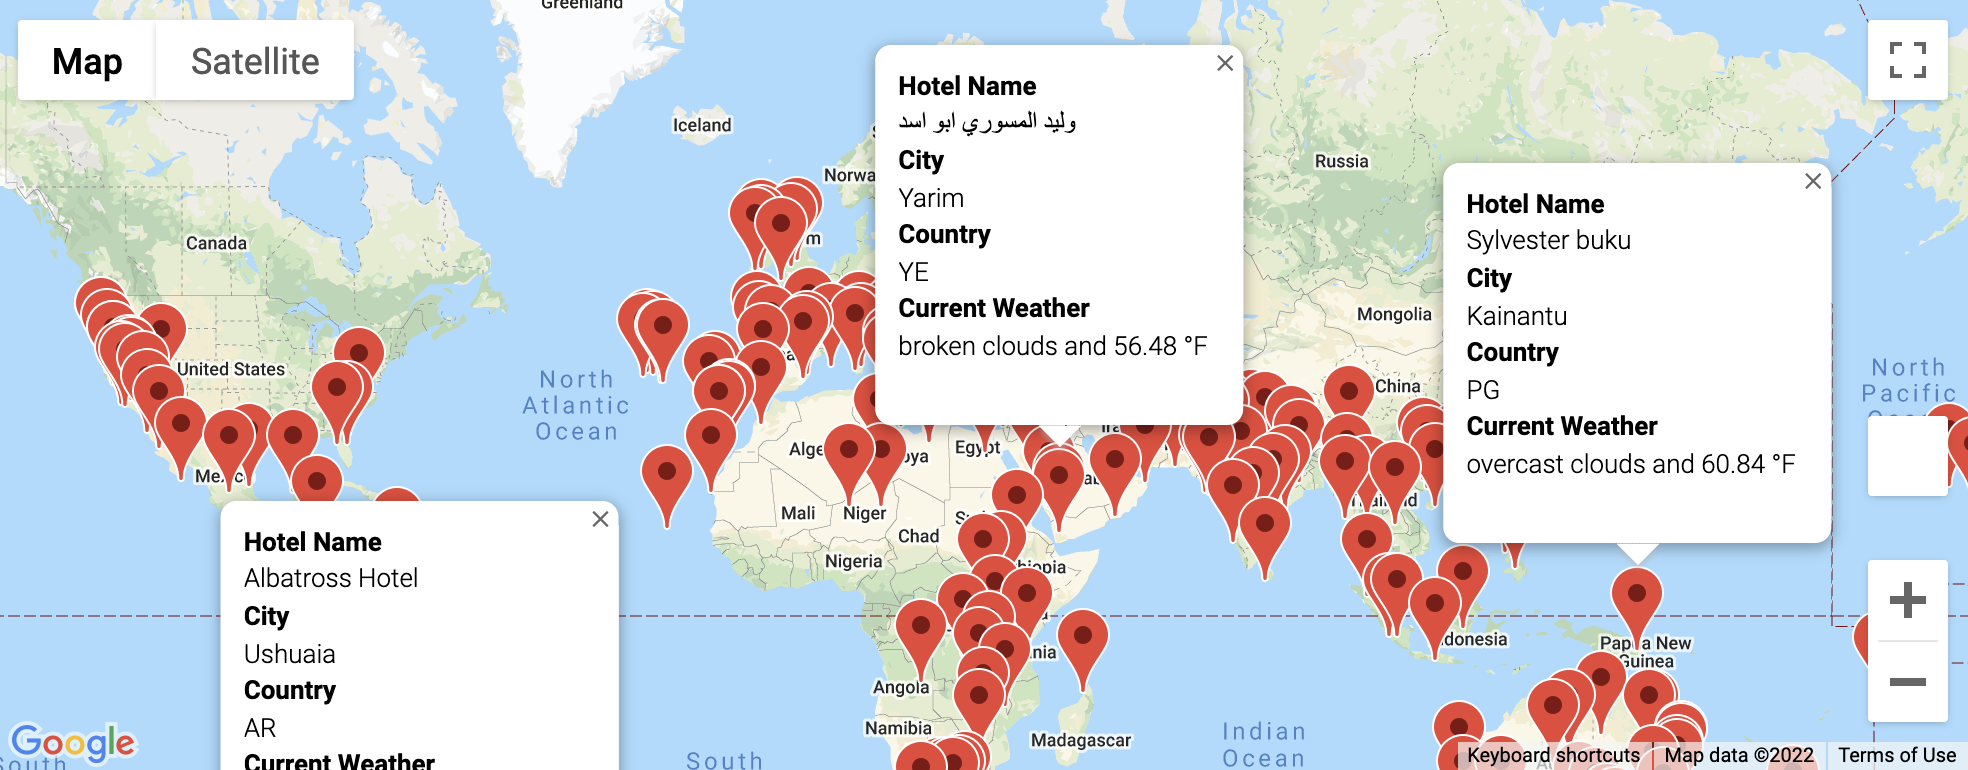 Greenland
Map
Satellite
Iceland
Norwa
Russia
Canada
Hotel Name
وليد المسوري ابو اسد
City
Yarim
Country
YE
Current Weather
broken clouds and 56.48 °F
Hotel Name
Sylvester buku
City
Kainantu
Country
PG
Current Weather
overcast clouds and 60.84 °F
Mongolia
United States
China
North
Atlantic
Ocean
North
Pacific
Egypt
Mali
Niger
Chad
Nigeria
Hotel Name
Albatross Hotel
City
Ushuaia
Country
AR
Current Weather
Papua New
Guinea
donesia
Angola
Namibia
Madagascar
Indian
Ocean
South
Google
South
Keyboard shortcuts
Map data ©2022
Terms of Use